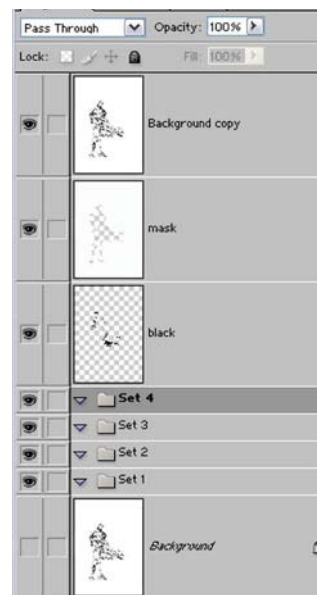 Pass Through Opacity: 100%
Lock: Fill: 100%
Background copy
mask
black
Set 4
Set 3
Set 2
Set 1
Background